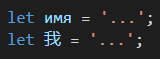 let имя = '...';
let 我 = '...';